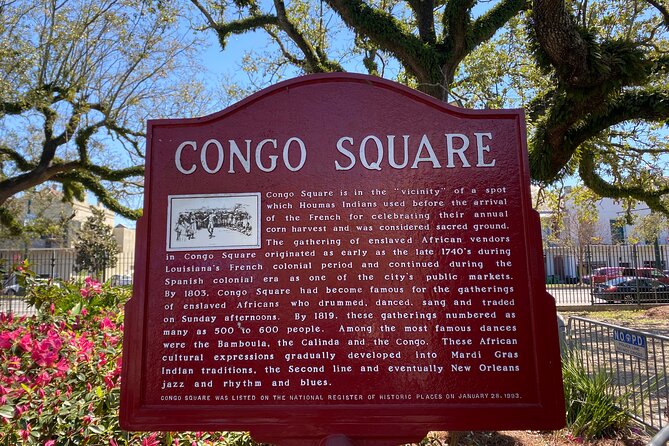 CONGO SQUARE
Congo Square is in the "vicinity" of a spot
which Houmas Indians used before the arrival
of the French for celebrating their annual
corn harvest and was considered sacred ground.
The gathering of enslaved African vendors
in Congo Square originated as early as the late 1740's during
Louisiana's French colonial period and continued during the
Spanish colonial era as one of the city's public markets.
By 1803, Congo Square had become famous for the gatherings
of enslaved Africans who drummed, danced, sang and traded
on Sunday afternoons. By 1819, these gatherings numbered as
many as 500 to 600 people. Among the most famous dances
were the Bamboula, the Calinda and the Congo. These African
cultural expressions gradually developed into Mardi Gras
Indian traditions, the Second line and eventually New Orleans
jazz and rhythm and blues.
CONGO SQUARE WAS LISTED ON THE NATIONAL REGISTER OF HISTORIC PLACES ON JANUARY 28, 1993.
NOPD